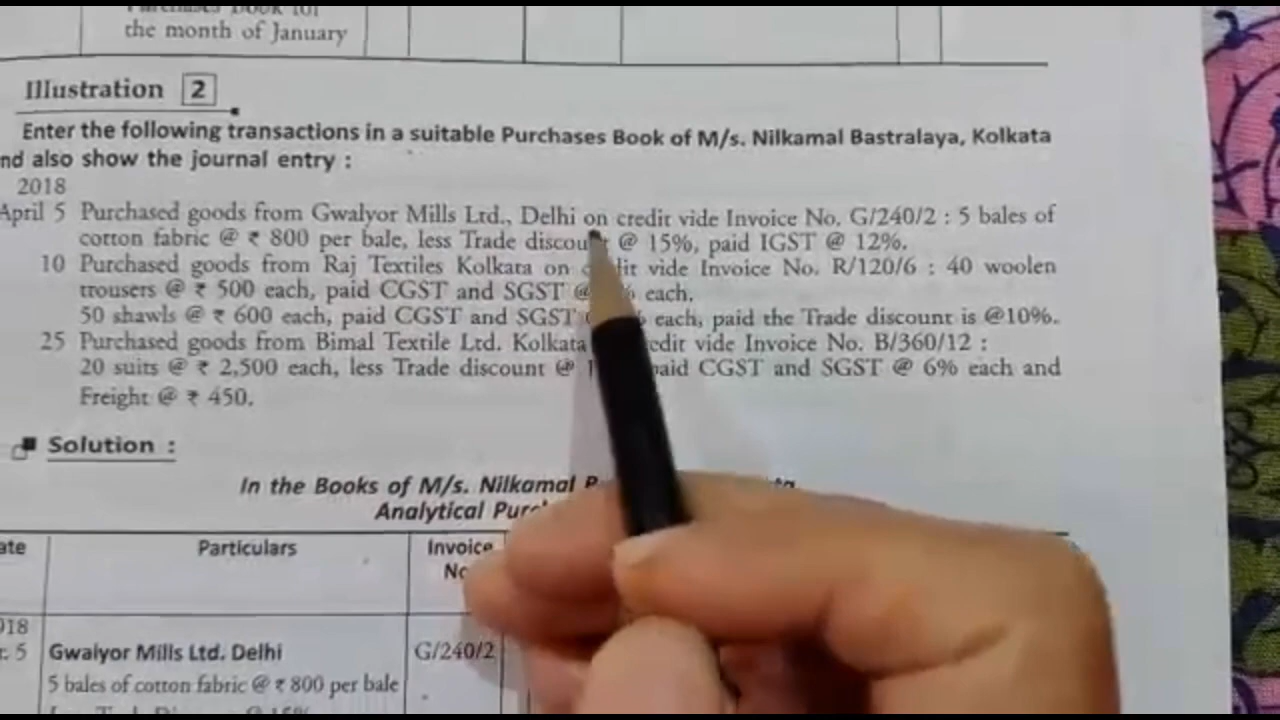 the month of January
Illustration 2
Enter the following transactions in a suitable Purchases Book of M/s. Nilkamal Bastralaya, Kolkata
nd also show the journal entry :
2018
April 5 Purchased goods from Gwalyor Mills Ltd., Delhi on credit vide Invoice No. G/240/2 : 5 bales of
cotton fabric @ ₹ 800 per bale, less Trade discount @ 15%, paid IGST @ 12%.
10 Purchased goods from Raj Textiles Kolkata on credit vide Invoice No. R/120/6 : 40 woolen
trousers @ ₹ 500 each, paid CGST and SGST @ % each.
50 shawls @ ₹ 600 each, paid CGST and SGST each, paid the Trade discount is @10%.
25 Purchased goods from Bimal Textile Ltd. Kolkata credit vide Invoice No. B/360/12 :
20 suits @ ₹ 2,500 each, less Trade discount @ paid CGST and SGST @ 6% each and
Freight @ ₹ 450.
Solution :
In the Books of M/s. Nilkamal
Analytical
ate Particulars Invoice
No
018
r. 5 Gwalyor Mills Ltd. Delhi G/240/2
5 bales of cotton fabric @ ₹ 800 per bale